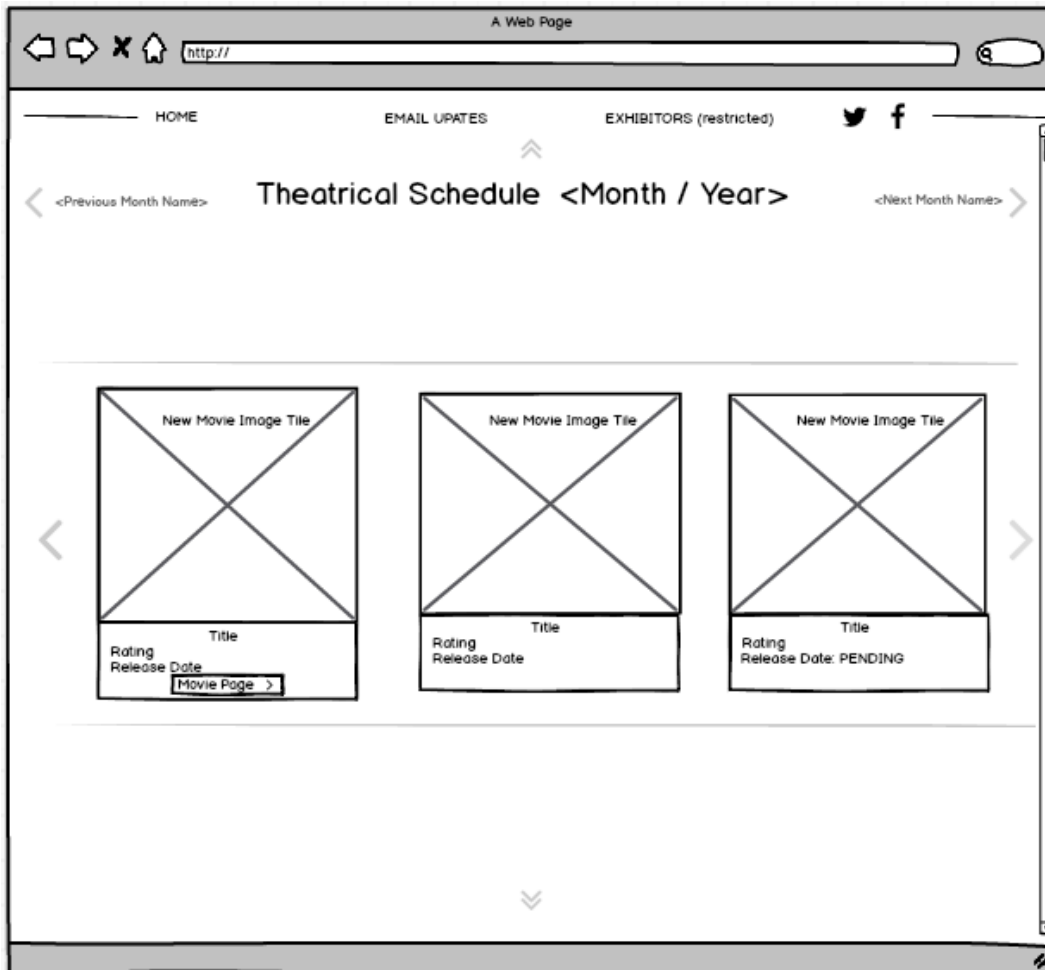 A Web Page
http://
HOME
EMAIL UPATES
EXHIBITORS (restricted)
<Previous Month Name>
Theatrical Schedule <Month / Year>
<Next Month Name>
New Movie Image Tile
New Movie Image Tile
New Movie Image Tile
Title
Rating
Release Date
Movie Page >
Title
Rating
Release Date
Title
Rating
Release Date: PENDING